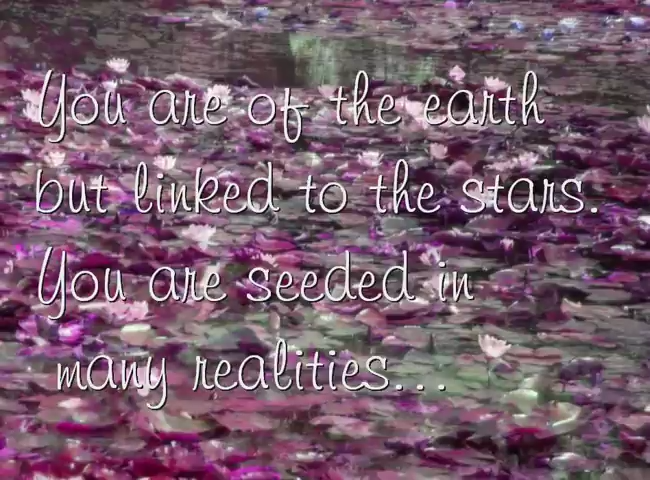 You are of the earth
but linked to the stars.
You are seeded in
many realities...